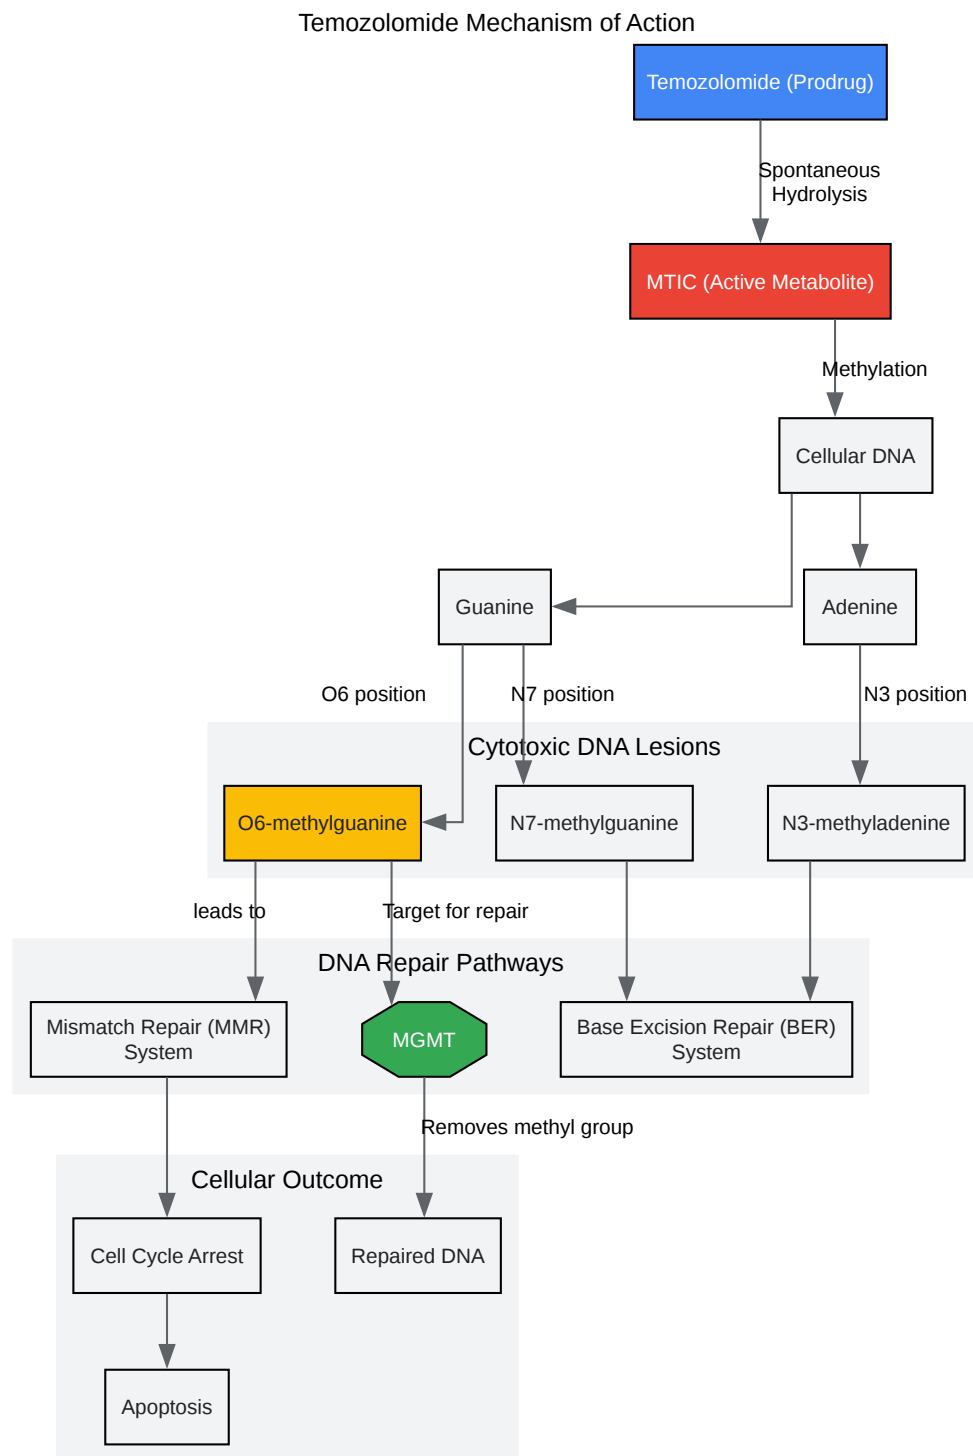 Temozolomide Mechanism of Action
Temozolomide (Prodrug)
Spontaneous
Hydrolysis
MTIC (Active Metabolite)
Methylation
Cellular DNA
Guanine
Adenine
O6 position
N7 position
N3 position
Cytotoxic DNA Lesions
O6-methylguanine
N7-methylguanine
N3-methyladenine
leads to
Target for repair
DNA Repair Pathways
Mismatch Repair (MMR)
System
MGMT
Base Excision Repair (BER)
System
Removes methyl group
Cellular Outcome
Cell Cycle Arrest
Repaired DNA
Apoptosis